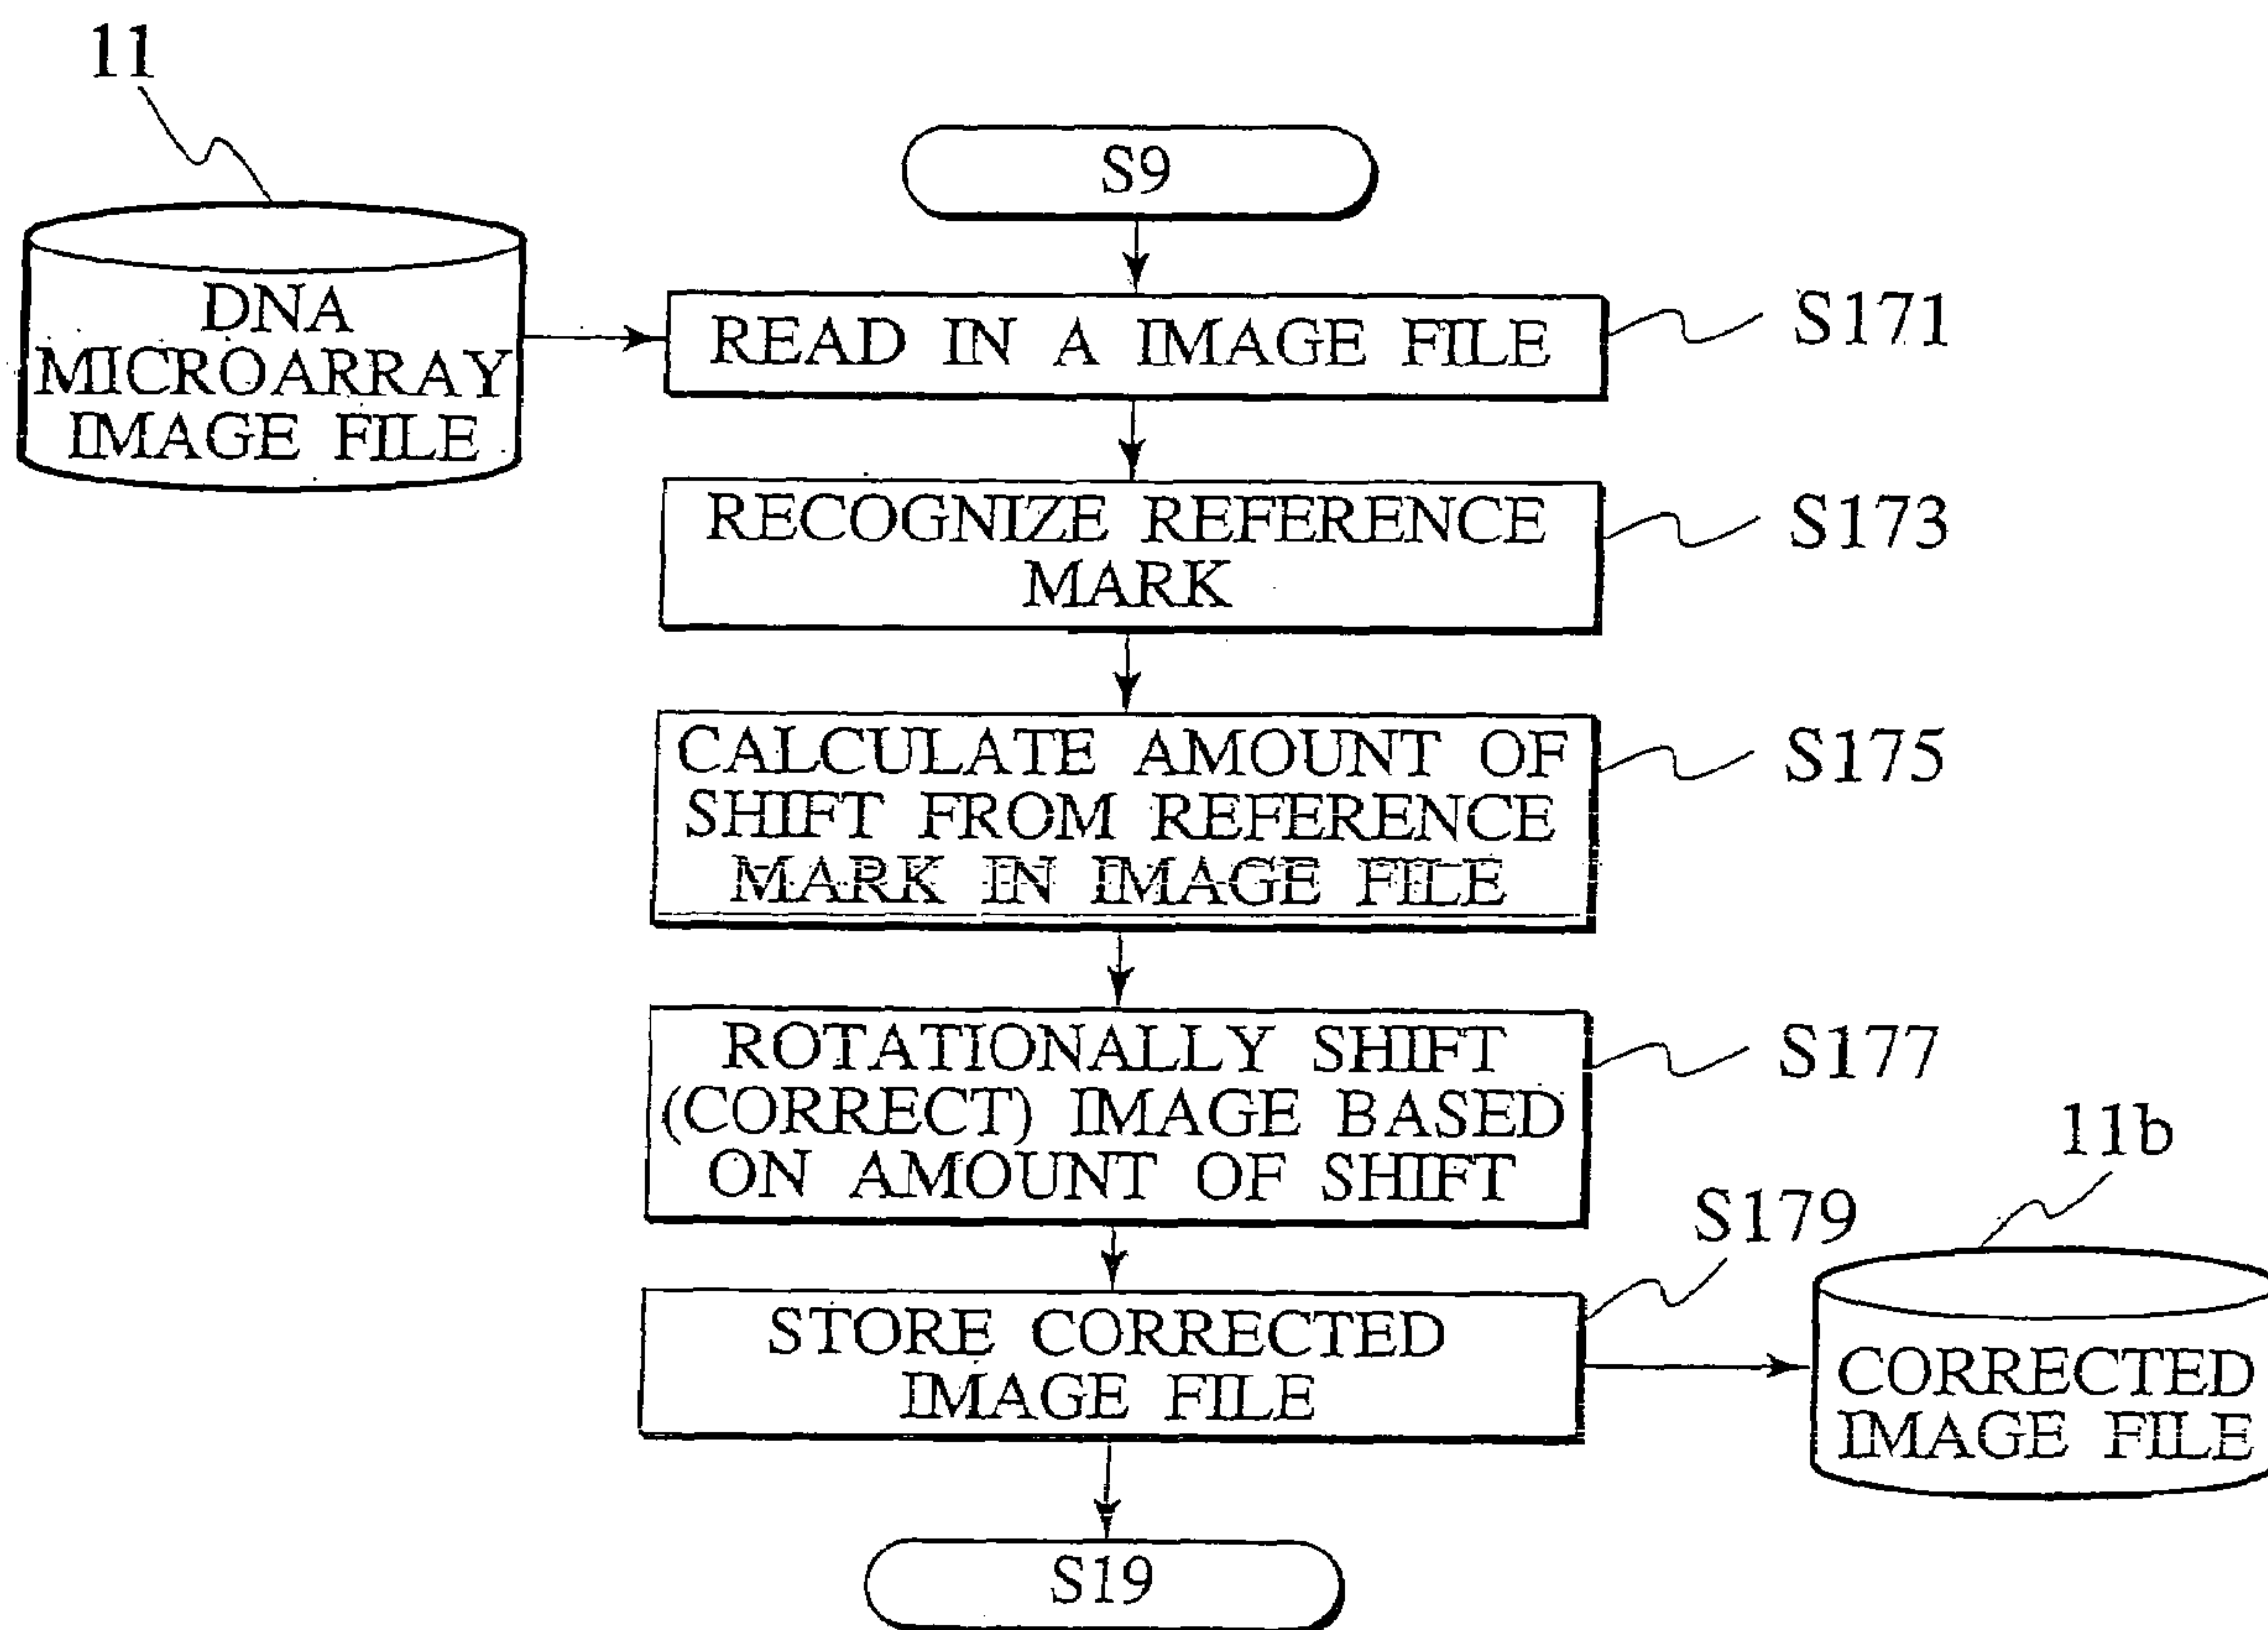 11
S9
DNA
MICROARRAY
IMAGE FILE
READ IN A IMAGE FILE
S171
RECOGNIZE REFERENCE
MARK
S173
CALCULATE AMOUNT OF
SHIFT FROM REFERENCE
MARK IN IMAGE FILE
S175
ROTATIONALLY SHIFT
(CORRECT) IMAGE BASED
ON AMOUNT OF SHIFT
S177
11b
S179
STORE CORRECTED
IMAGE FILE
CORRECTED
IMAGE FILE
S19